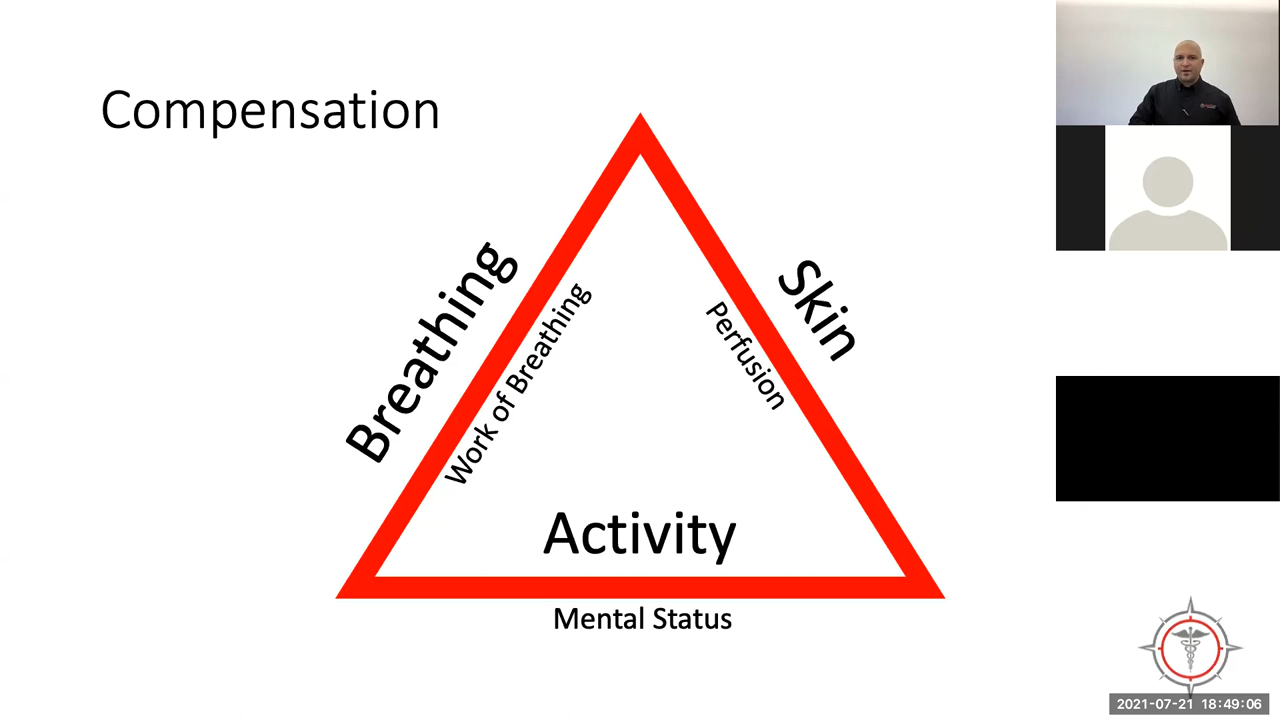 Compensation
Breathing
Work of Breathing
Skin
Perfusion
Activity
Mental Status
2021-07-21 18:49:06